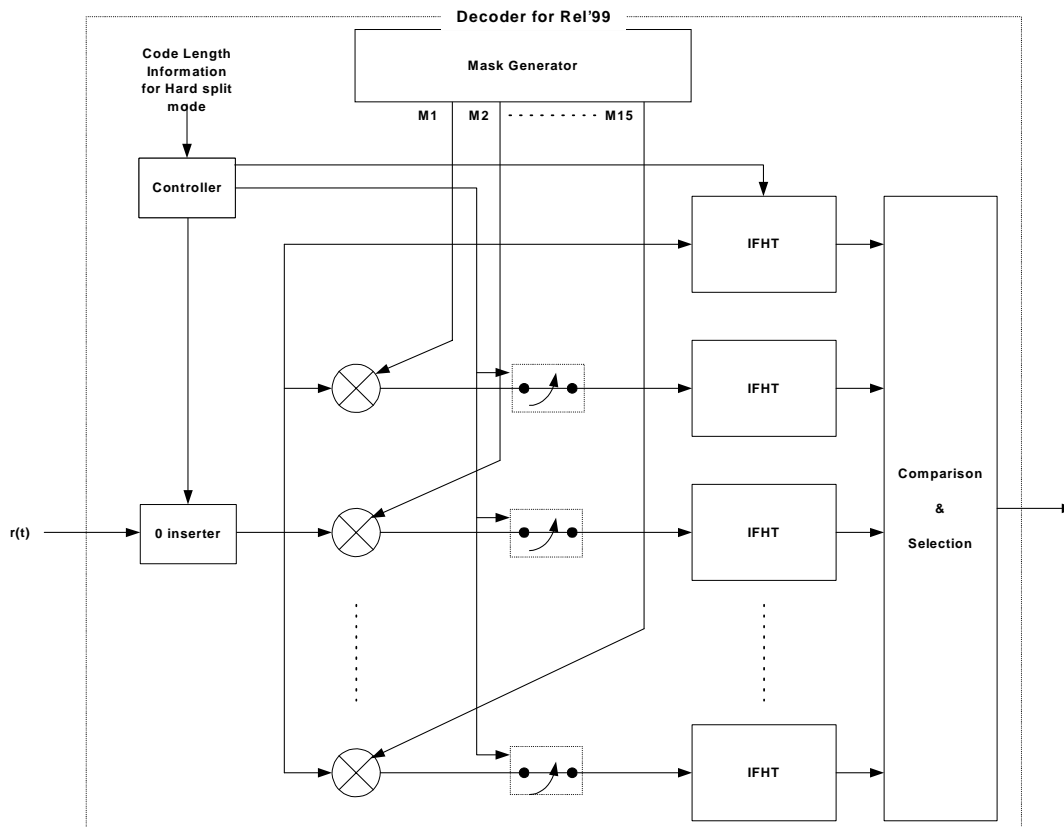 Decoder for Rel'99
Code Length
Information
for Hard split
mode
Mask Generator
M1
M2
M15
Controller
IFHT
IFHT
Comparison
&
Selection
r(t)
0 inserter
IFHT
IFHT